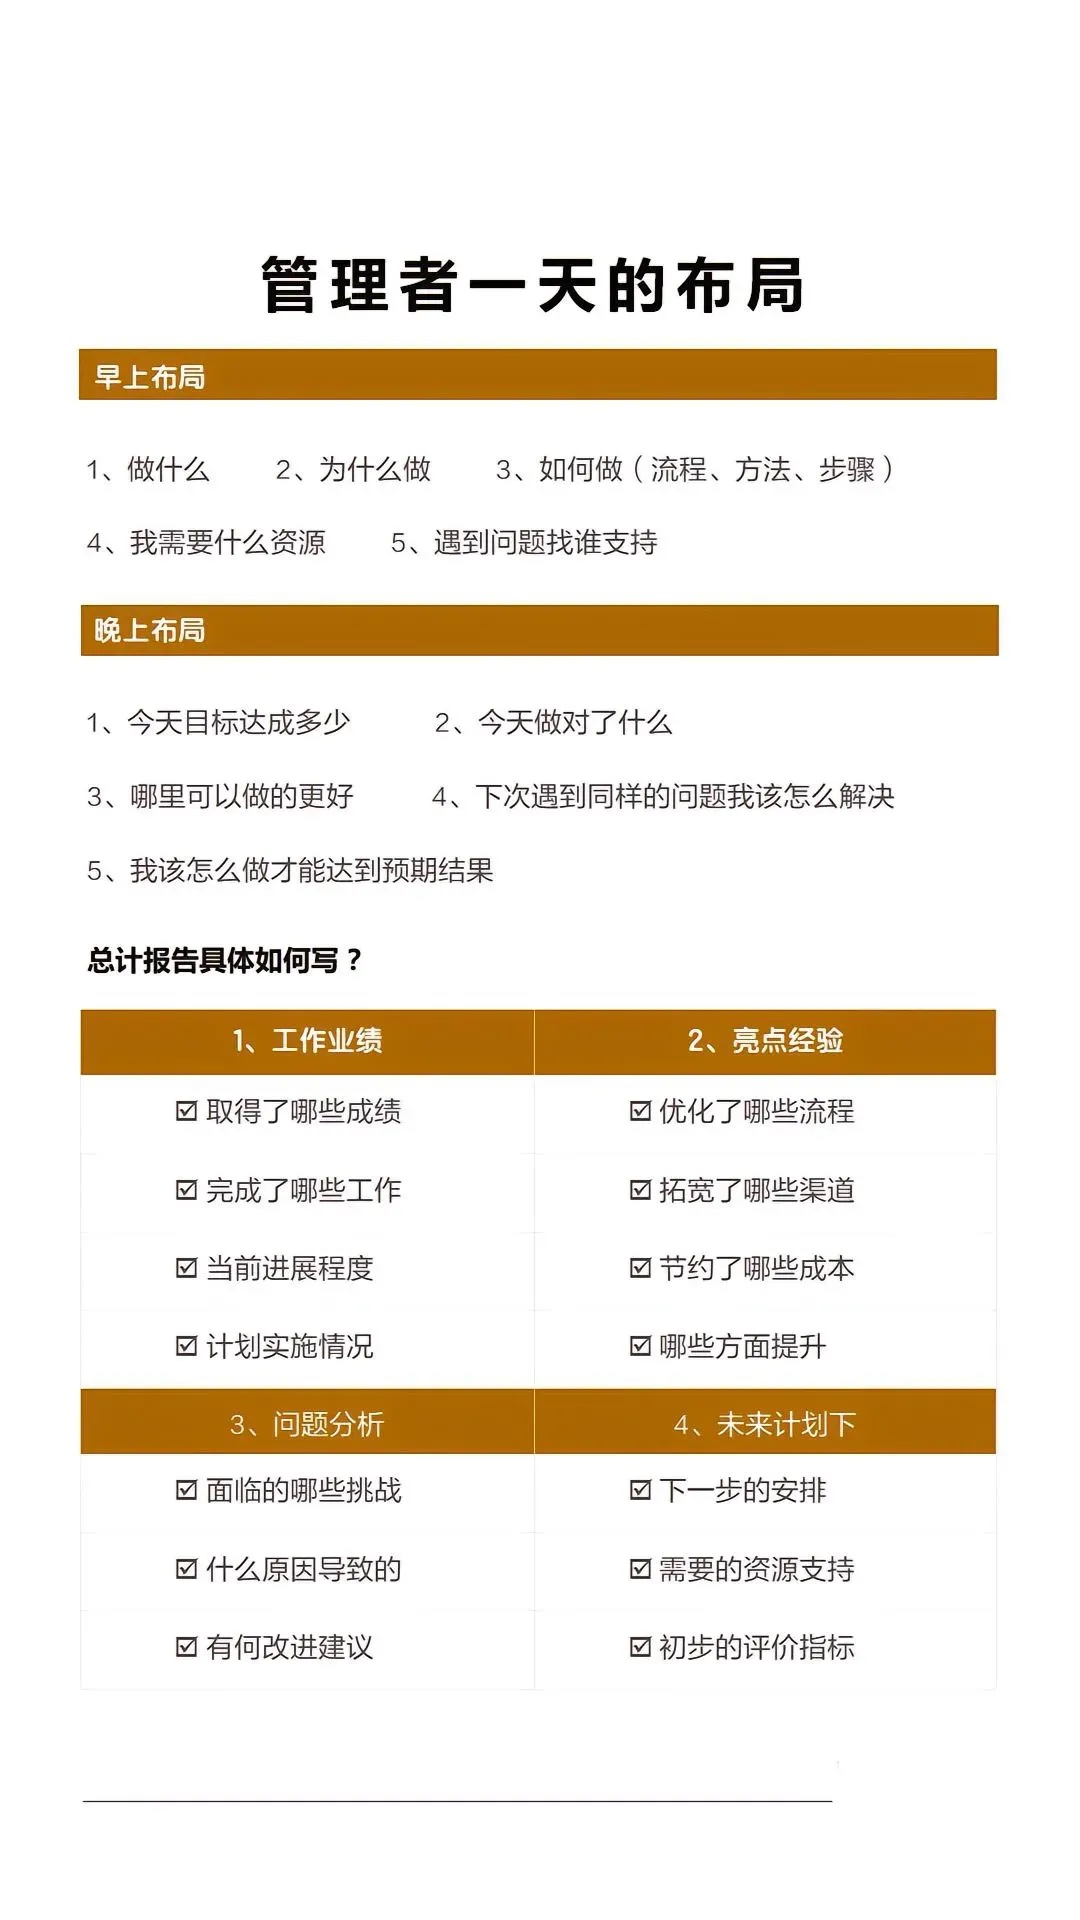 管理者一天的布局
早上布局
1、做什么 2、为什么做 3、如何做（流程、方法、步骤）
4、我需要什么资源 5、遇到问题找谁支持
晚上布局
1、今天目标达成多少 2、今天做对了什么
3、哪里可以做的更好 4、下次遇到同样的问题我该怎么解决
5、我该怎么做才能达到预期结果
总计报告具体如何写？
1、工作业绩 2、亮点经验
☑ 取得了哪些成绩 ☑ 优化了哪些流程
☑ 完成了哪些工作 ☑ 拓宽了哪些渠道
☑ 当前进展程度 ☑ 节约了哪些成本
☑ 计划实施情况 ☑ 哪些方面提升
3、问题分析 4、未来计划下
☑ 面临的哪些挑战 ☑ 下一步的安排
☑ 什么原因导致的 ☑ 需要的资源支持
☑ 有何改进建议 ☑ 初步的评价指标